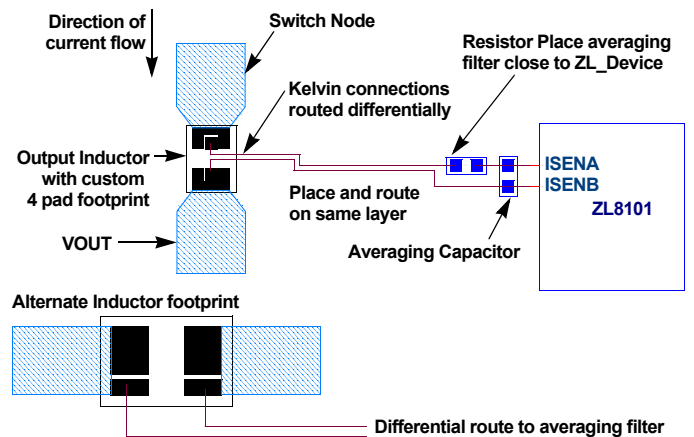 Direction of
current flow
Switch Node
Resistor Place averaging
filter close to ZL_Device
Kelvin connections
routed differentially
Output Inductor
with custom
4 pad footprint
Place and route
on same layer
ISENA
ISENB
ZL8101
VOUT
Averaging Capacitor
Alternate Inductor footprint
Differential route to averaging filter